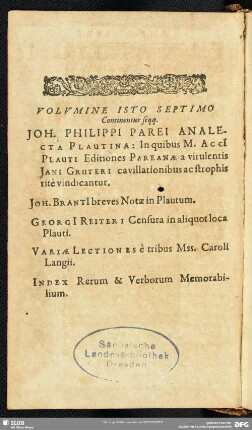 VOLVMINE ISTO SEPTIMO
Continentur seqq.
JOH. PHILIPPI PAREI ANALE-
CTA PLAUTINA: In quibus M. AccI
PLAUTI Editiones PAREANÆ a virulentis
JANI GRUTERI cavillationibus ac strophis
ritè vindicantur.
JOH. BRANTI breves Notæ in Plautum.
GEORGI REITERI Censura in aliquot loca
Plauti.
VARIÆ LECTIONES è tribus Mss. Caroli
Langii.
INDEX Rerum & Verborum Memorabi-
lium.
Sächsische
Landesbibliothek
Dresden
SLUB